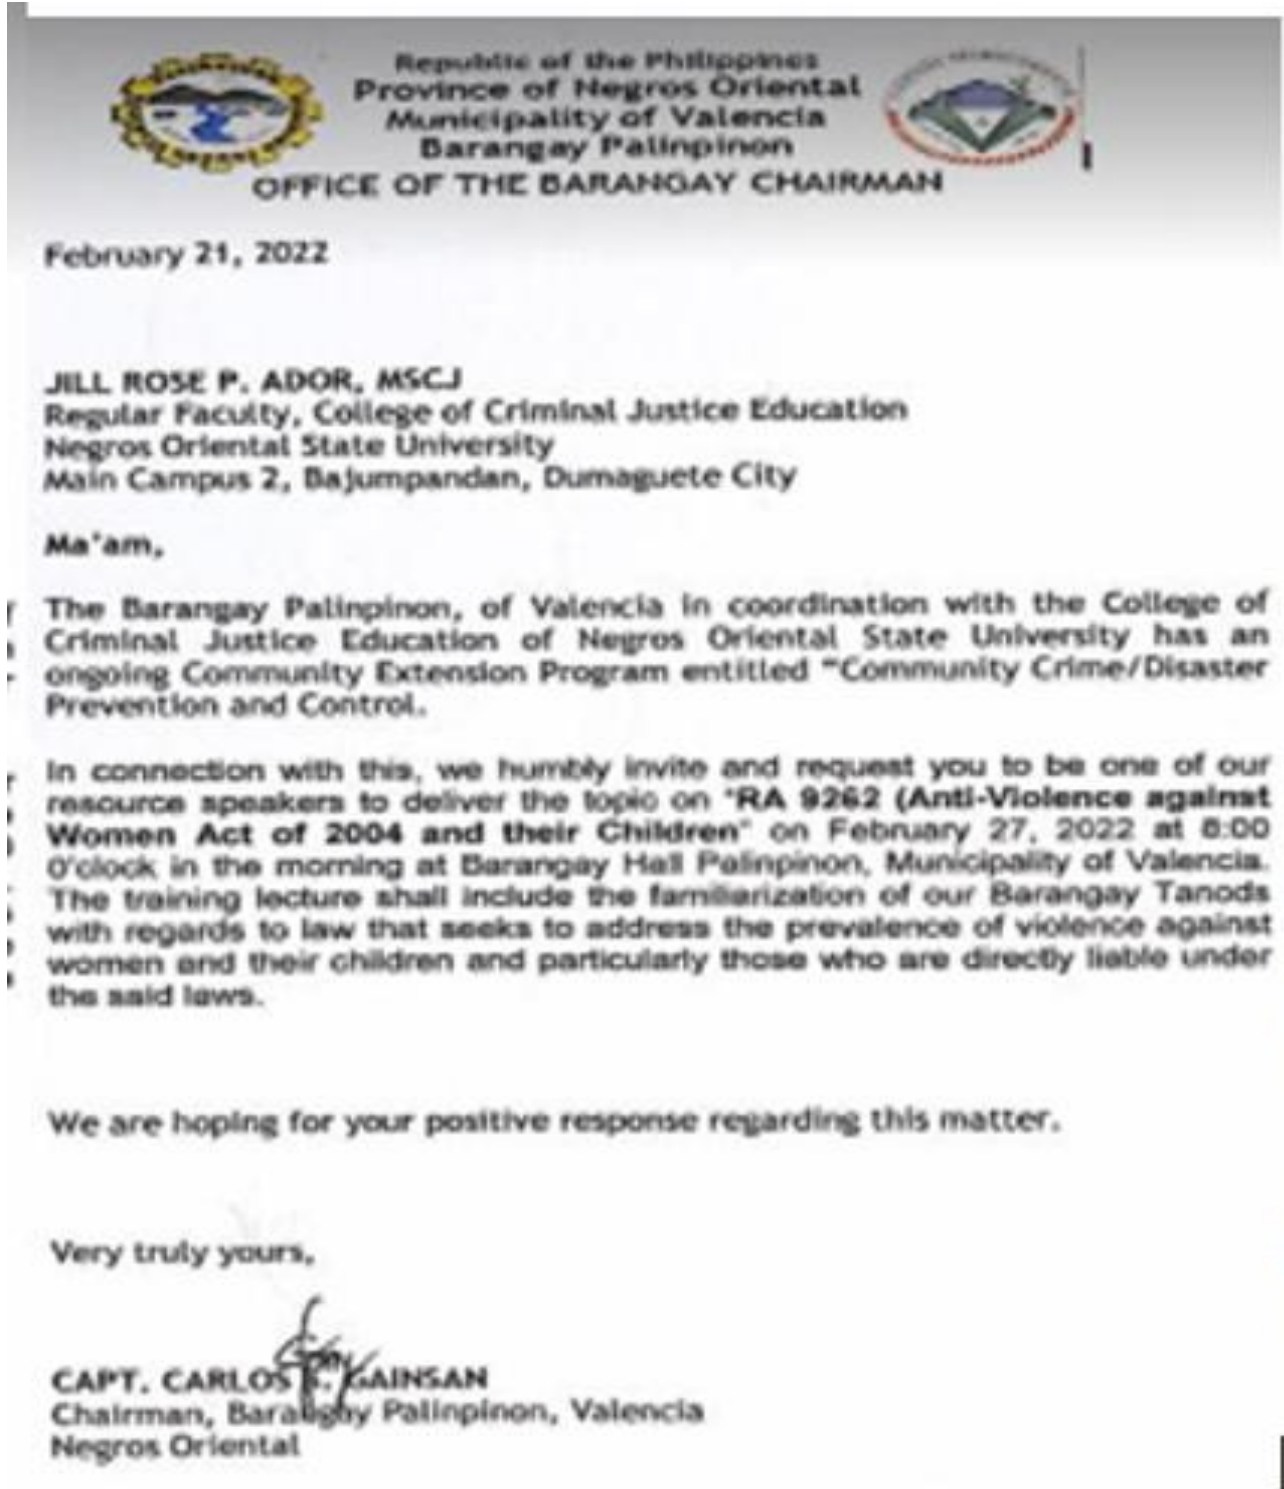 Republic of the Philippines
Province of Negros Oriental
Municipality of Valencia
Barangay Palinpinon
OFFICE OF THE BARANGAY CHAIRMAN
February 21, 2022
JILL ROSE P. ADOR, MSCJ
Regular Faculty, College of Criminal Justice Education
Negros Oriental State University
Main Campus 2, Bajumpandan, Dumaguete City
Ma'am,
The Barangay Palinpinon, of Valencia in coordination with the College of
Criminal Justice Education of Negros Oriental State University has an
ongoing Community Extension Program entitled "Community Crime/Disaster
Prevention and Control.
In connection with this, we humbly invite and request you to be one of our
resource speakers to deliver the topic on "RA 9262 (Anti-Violence against
Women Act of 2004 and their Children" on February 27, 2022 at 8:00
O'clock in the morning at Barangay Hall Palinpinon, Municipality of Valencia.
The training lecture shall include the familiarization of our Barangay Tanods
with regards to law that seeks to address the prevalence of violence against
women and their children and particularly those who are directly liable under
the said laws.
We are hoping for your positive response regarding this matter.
Very truly yours,
CAPT. CARLOS GAINSAN
Chairman, Barangay Palinpinon, Valencia
Negros Oriental